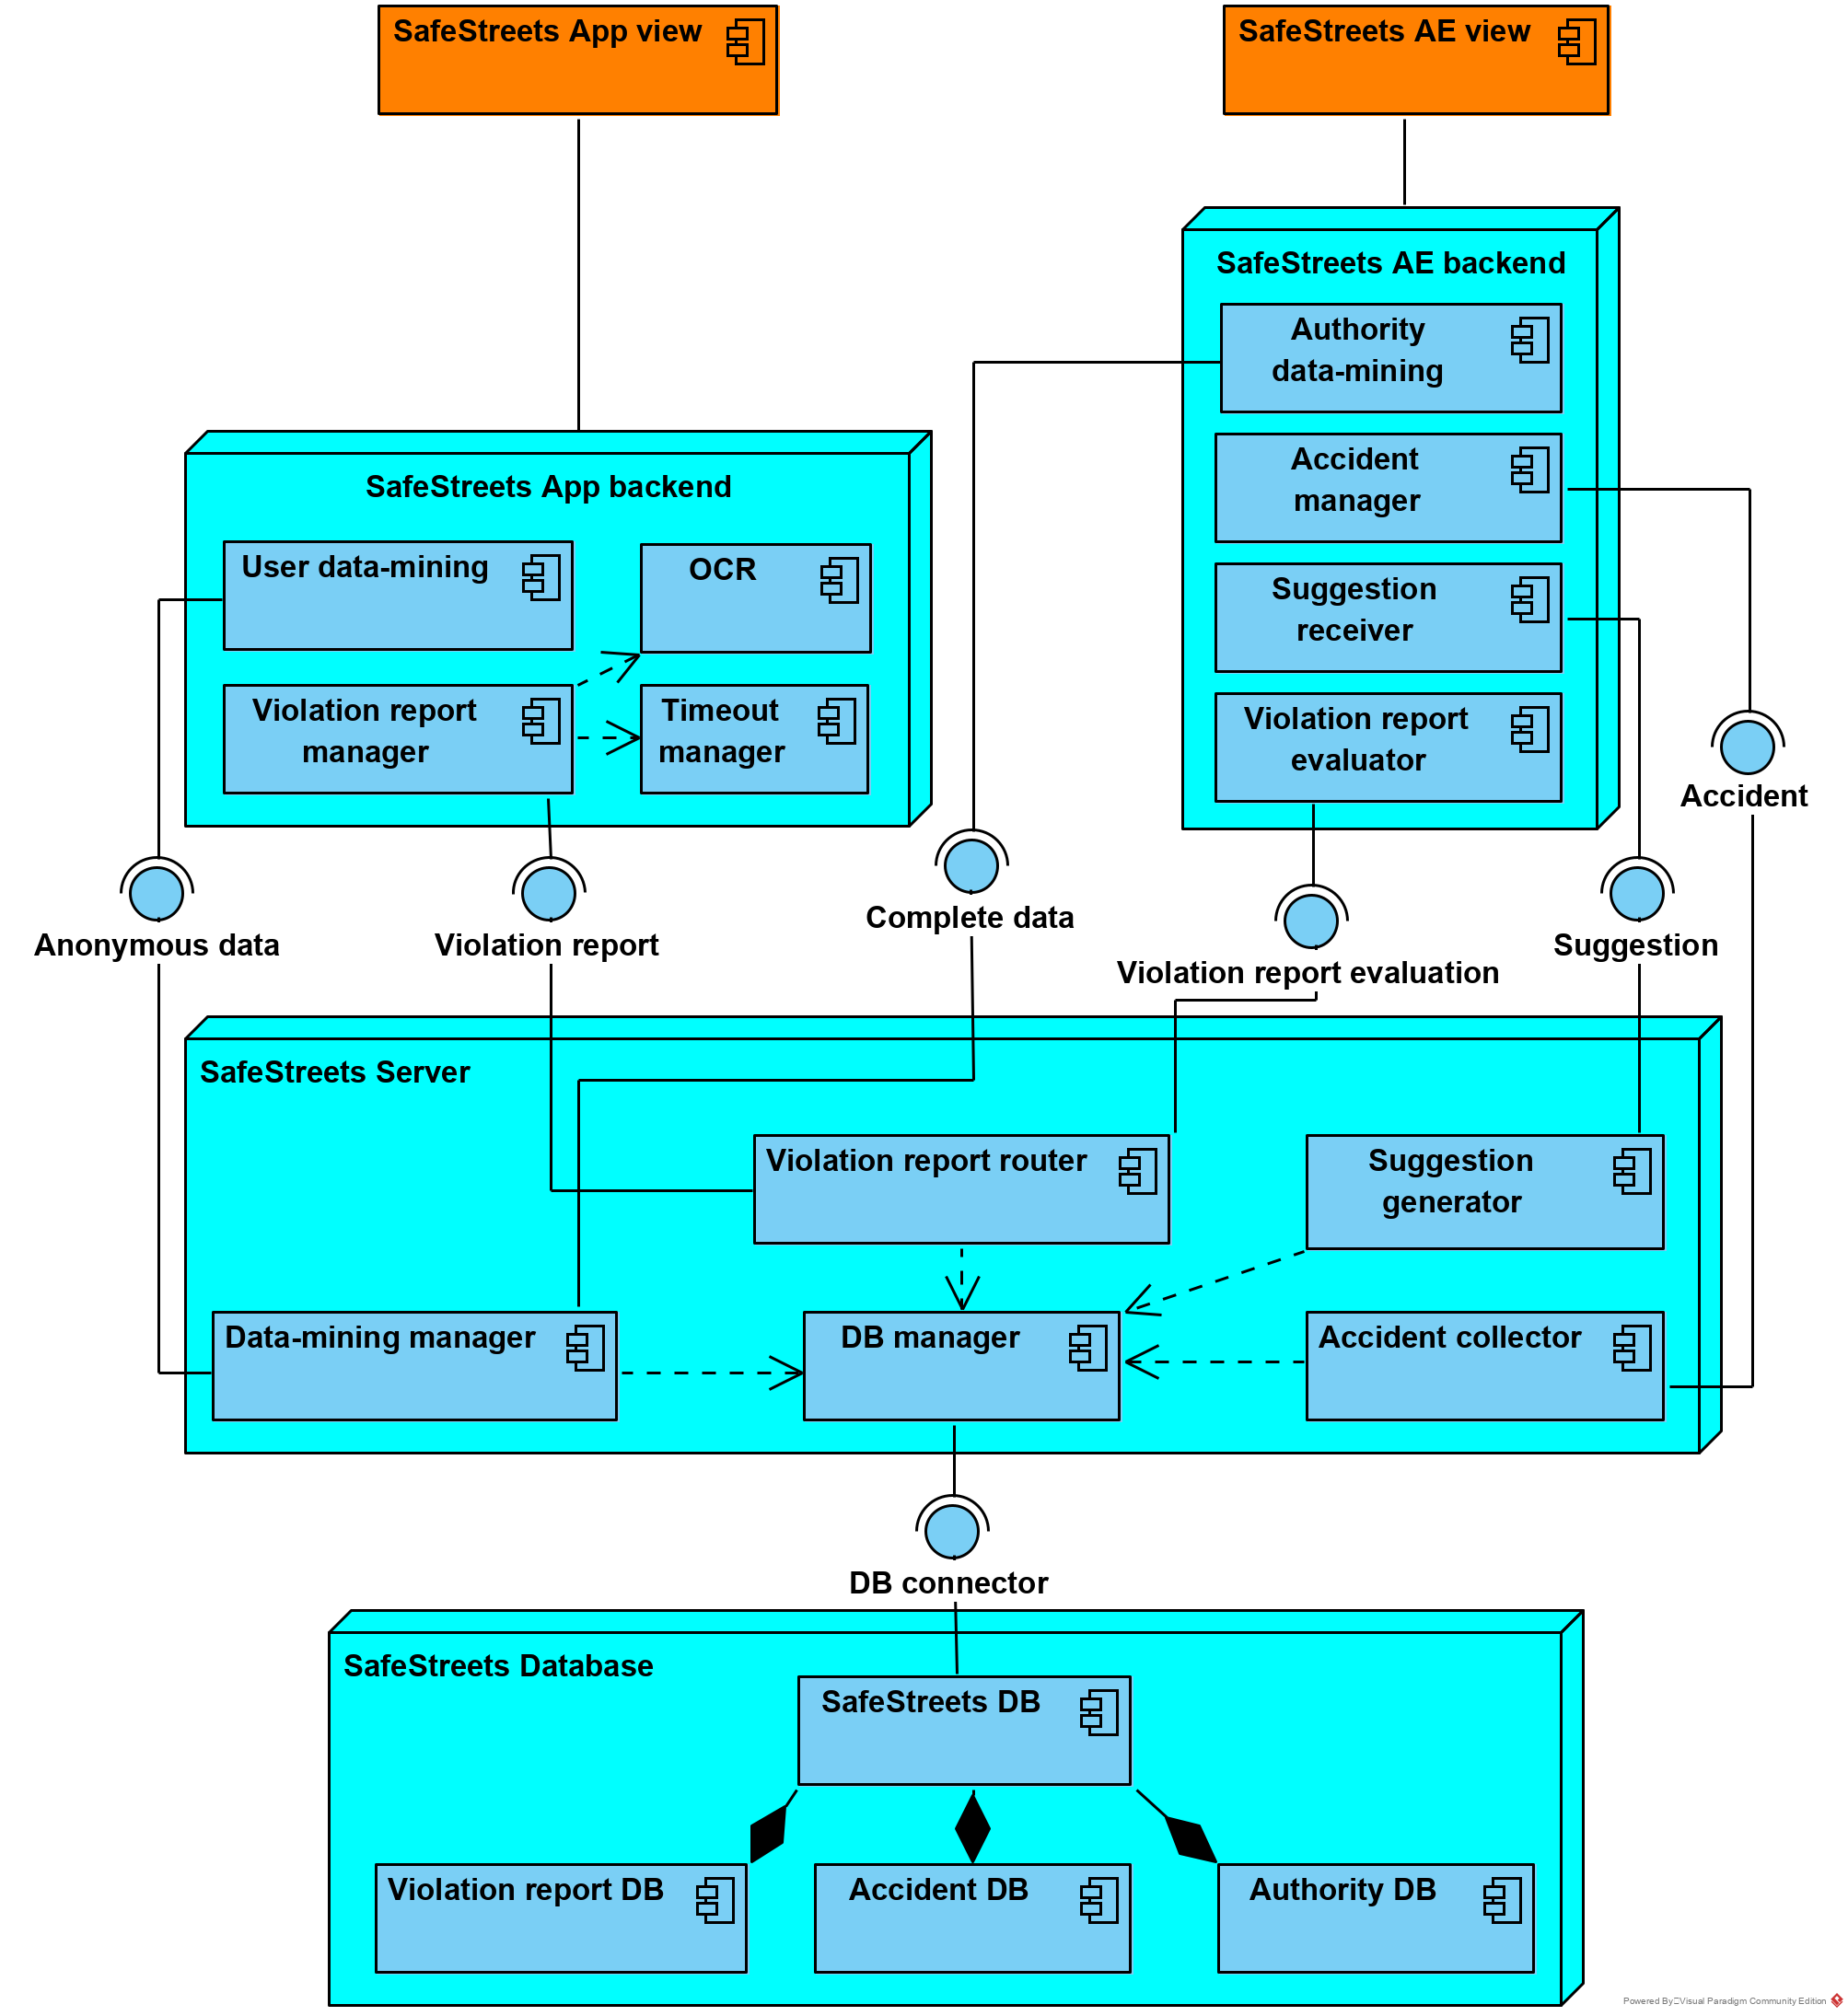 SafeStreets App view
SafeStreets AE view
SafeStreets AE backend
Authority
data-mining
Accident
manager
Suggestion
receiver
Violation report
evaluator
SafeStreets App backend
User data-mining
OCR
Violation report
manager
Timeout
manager
Accident
Anonymous data
Violation report
Complete data
Violation report evaluation
Suggestion
SafeStreets Server
Violation report router
Suggestion
generator
Data-mining manager
DB manager
Accident collector
DB connector
SafeStreets Database
SafeStreets DB
Violation report DB
Accident DB
Authority DB
Powered By Visual Paradigm Community Edition